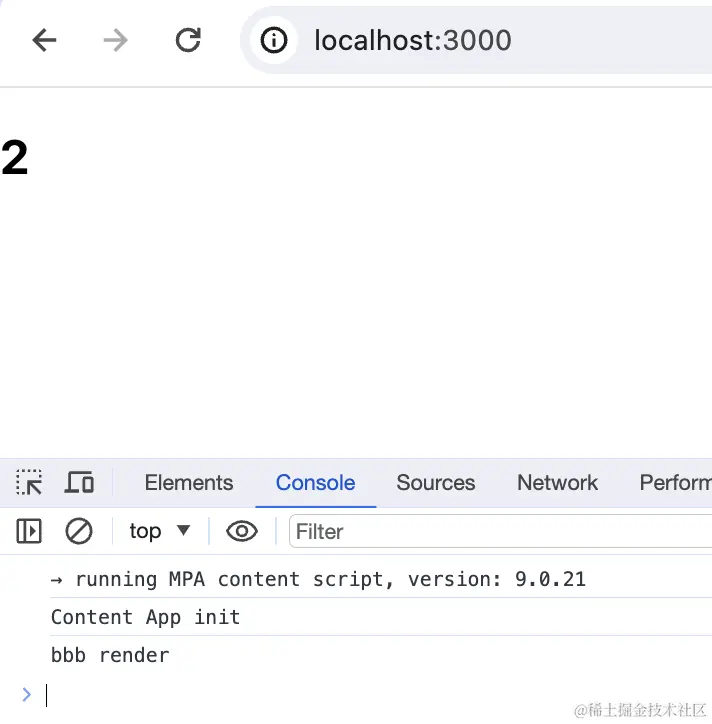 localhost:3000
2
Elements Console Sources Network Perform
top Filter
→ running MPA content script, version: 9.0.21
Content App init
bbb render
@稀土掘金技术社区